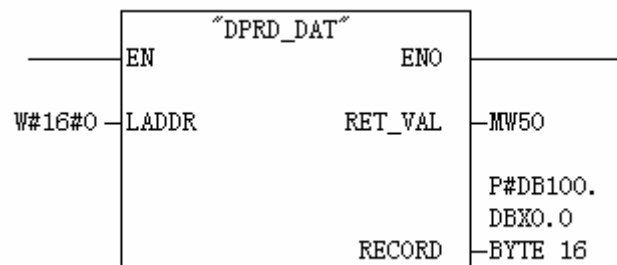 "DPRD_DAT"
EN ENO
W#16#0 LADDR RET_VAL MW50
P#DB100.
DBX0.0
RECORD BYTE 16